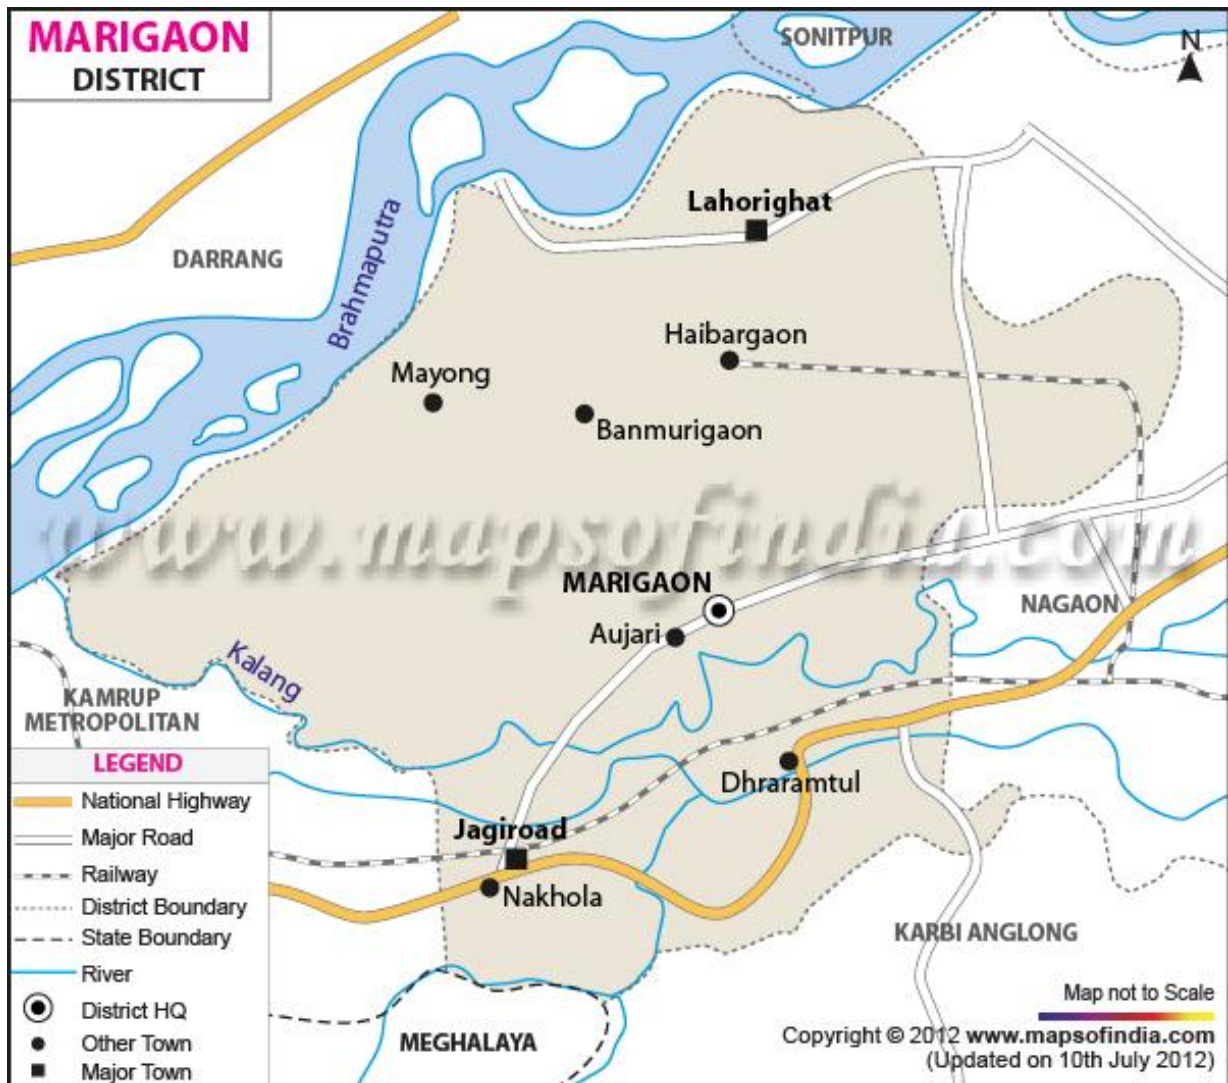 MARIGAON
DISTRICT
SONITPUR
N
Lahorighat
DARRANG
Brahmaputra
Haibargaon
Mayong
Banmurigaon
www.mapsofindia.com
MARIGAON
NAGAON
Aujari
Kalang
KAMRUP
METROPOLITAN
Dhraramtul
Jagiroad
Nakhola
KARBI ANGLONG
MEGHALAYA
LEGEND
National Highway
Major Road
Railway
District Boundary
State Boundary
River
District HQ
Other Town
Major Town
Map not to Scale
Copyright © 2012 www.mapsofindia.com
(Updated on 10th July 2012)